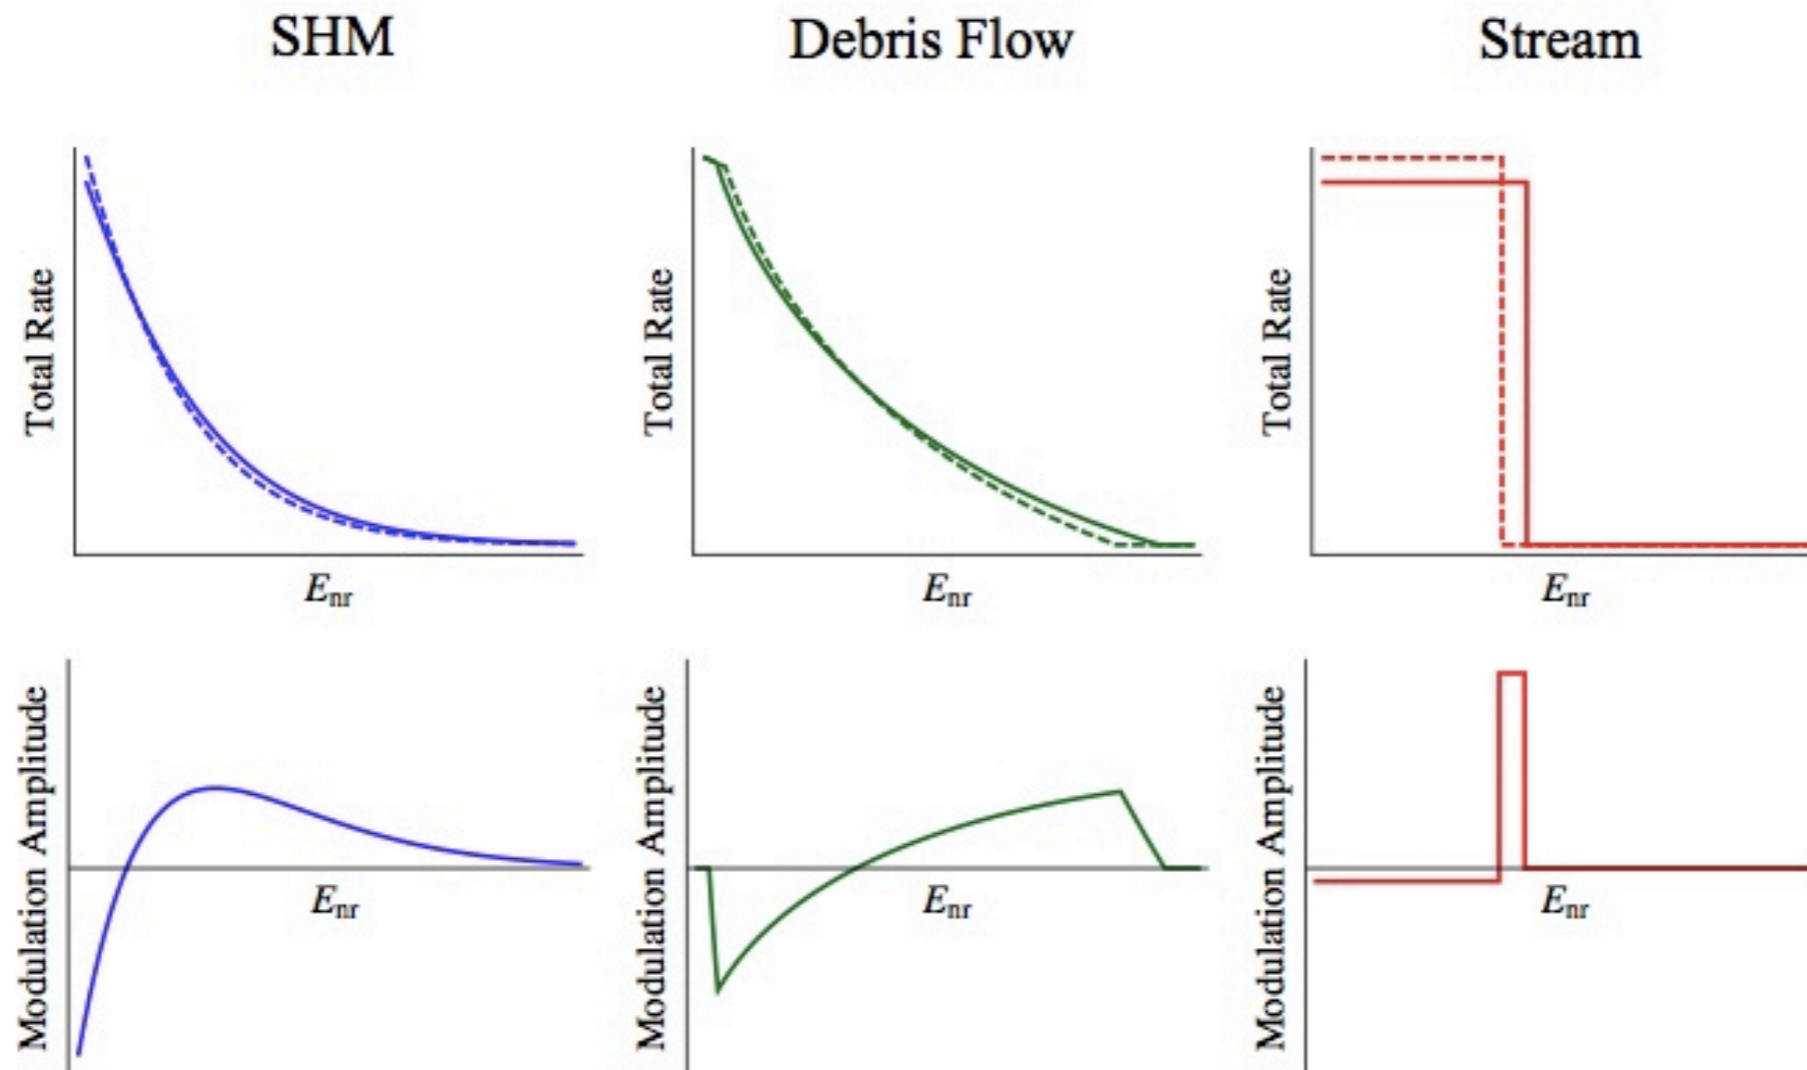 SHM
Debris Flow
Stream
Total Rate
Total Rate
Total Rate
Enr
Enr
Enr
Modulation Amplitude
Modulation Amplitude
Modulation Amplitude
Enr
Enr
Enr